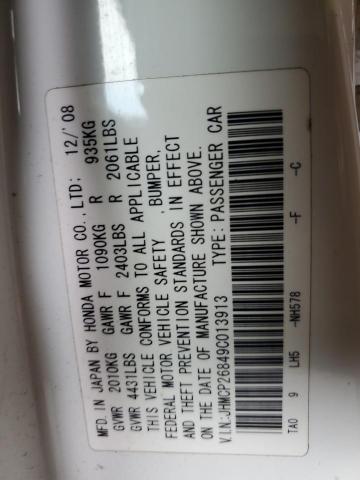 MFD. IN JAPAN BY HONDA MOTOR CO., LTD: 12/'08
GVWR 2010KG GAWR F 1090KG R 935KG
GVWR 4431LBS GAWR F 2403LBS R 2061LBS
THIS VEHICLE CONFORMS TO ALL APPLICABLE
FEDERAL MOTOR VEHICLE SAFETY , BUMPER,
AND THEFT PREVENTION STANDARDS IN EFFECT
ON THE DATE OF MANUFACTURE SHOWN ABOVE.
V.I.N:JHMCP26849C013913 TYPE: PASSENGER CAR
TA0 9 LH5 -NH578 -F -C